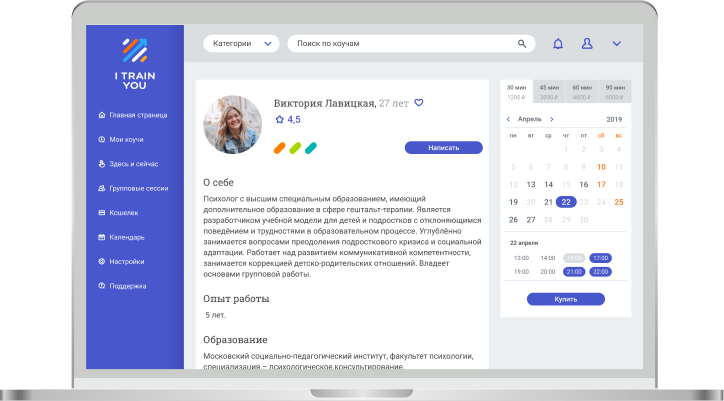 I TRAIN
YOU
Главная страница
Мои коучи
Здесь и сейчас
Групповые сессии
Кошелек
Календарь
Настройки
Поддержка
Категории
Поиск по коучам
Виктория Лавицкая, 27 лет
4,5
Написать
О себе
Психолог с высшим специальным образованием, имеющий
дополнительное образование в сфере гештальт-терапии. Является
разработчиком учебной модели для детей и подростков с отклоняющимся
поведением и трудностями в образовательном процессе. Углублённо
занимается вопросами преодоления подросткового кризиса и социальной
адаптации. Работает над развитием коммуникативной компетентности,
занимается коррекцией детско-родительских отношений. Владеет
основами групповой работы.
Опыт работы
5 лет.
Образование
Московский социально-педагогический институт, факультет психологии,
специализация – психологическое консультирование.
30 мин 45 мин 60 мин 90 мин
1200 ₽ 3000 ₽ 4000 ₽ 6000 ₽
Апрель 2019
пн вт ср чт пт сб вс
1 2 3 4
5 6 7 8 9 10 11
12 13 14 15 16 17 18
19 20 21 22 23 24 25
26 27 28 29 30
22 апреля
12:00 14:00 15:00 17:00
19:00 20:00 21:00 22:00
Купить